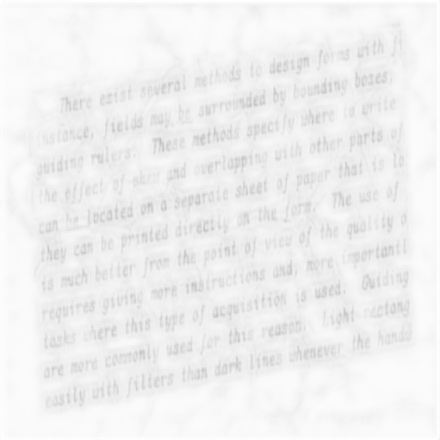 There exist several methods to design forms with fi
instance, fields may be surrounded by bounding boxes,
guiding rulers. These methods specify where to write
the effect of skew and overlapping with other parts of
can be located on a separate sheet of paper that is lo
they can be printed directly on the form. The use of
is much better from the point of view of the quality o
requires giving more instructions and, more importantl
tasks where this type of acquisition is used. Guiding
are more commonly used for this reason. Light rectang
easily with filters than dark lines whenever the handw